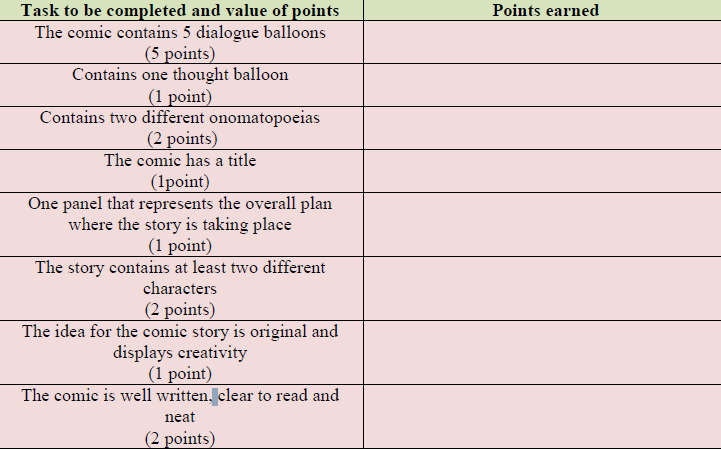 Task to be completed and value of points Points earned
The comic contains 5 dialogue balloons
(5 points)
Contains one thought balloon
(1 point)
Contains two different onomatopoeias
(2 points)
The comic has a title
(1point)
One panel that represents the overall plan
where the story is taking place
(1 point)
The story contains at least two different
characters
(2 points)
The idea for the comic story is original and
displays creativity
(1 point)
The comic is well written, clear to read and
neat
(2 points)